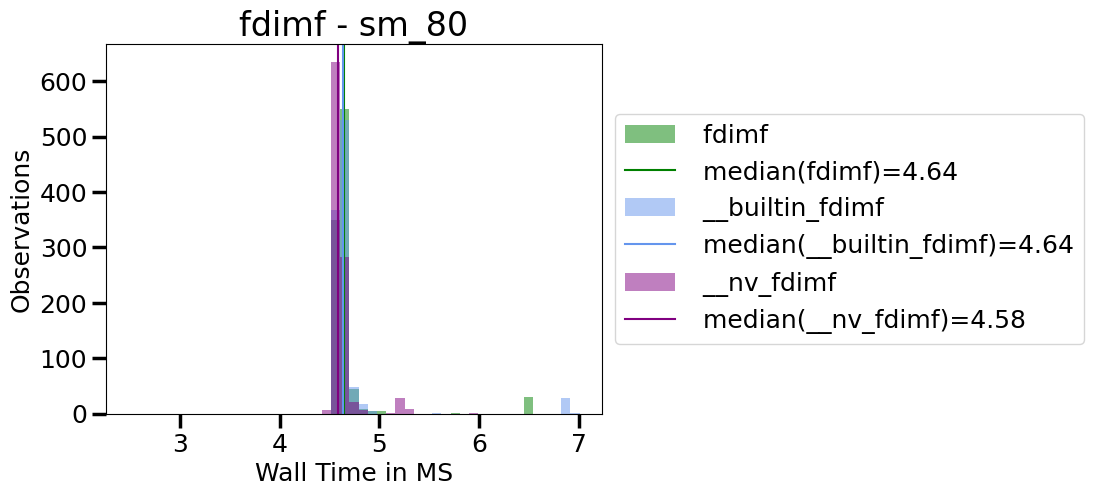 fdimf - sm_80
600
500
400
300
200
100
0
Observations
3 4 5 6 7
Wall Time in MS
fdimf
median(fdimf)=4.64
__builtin_fdimf
median(__builtin_fdimf)=4.64
__nv_fdimf
median(__nv_fdimf)=4.58